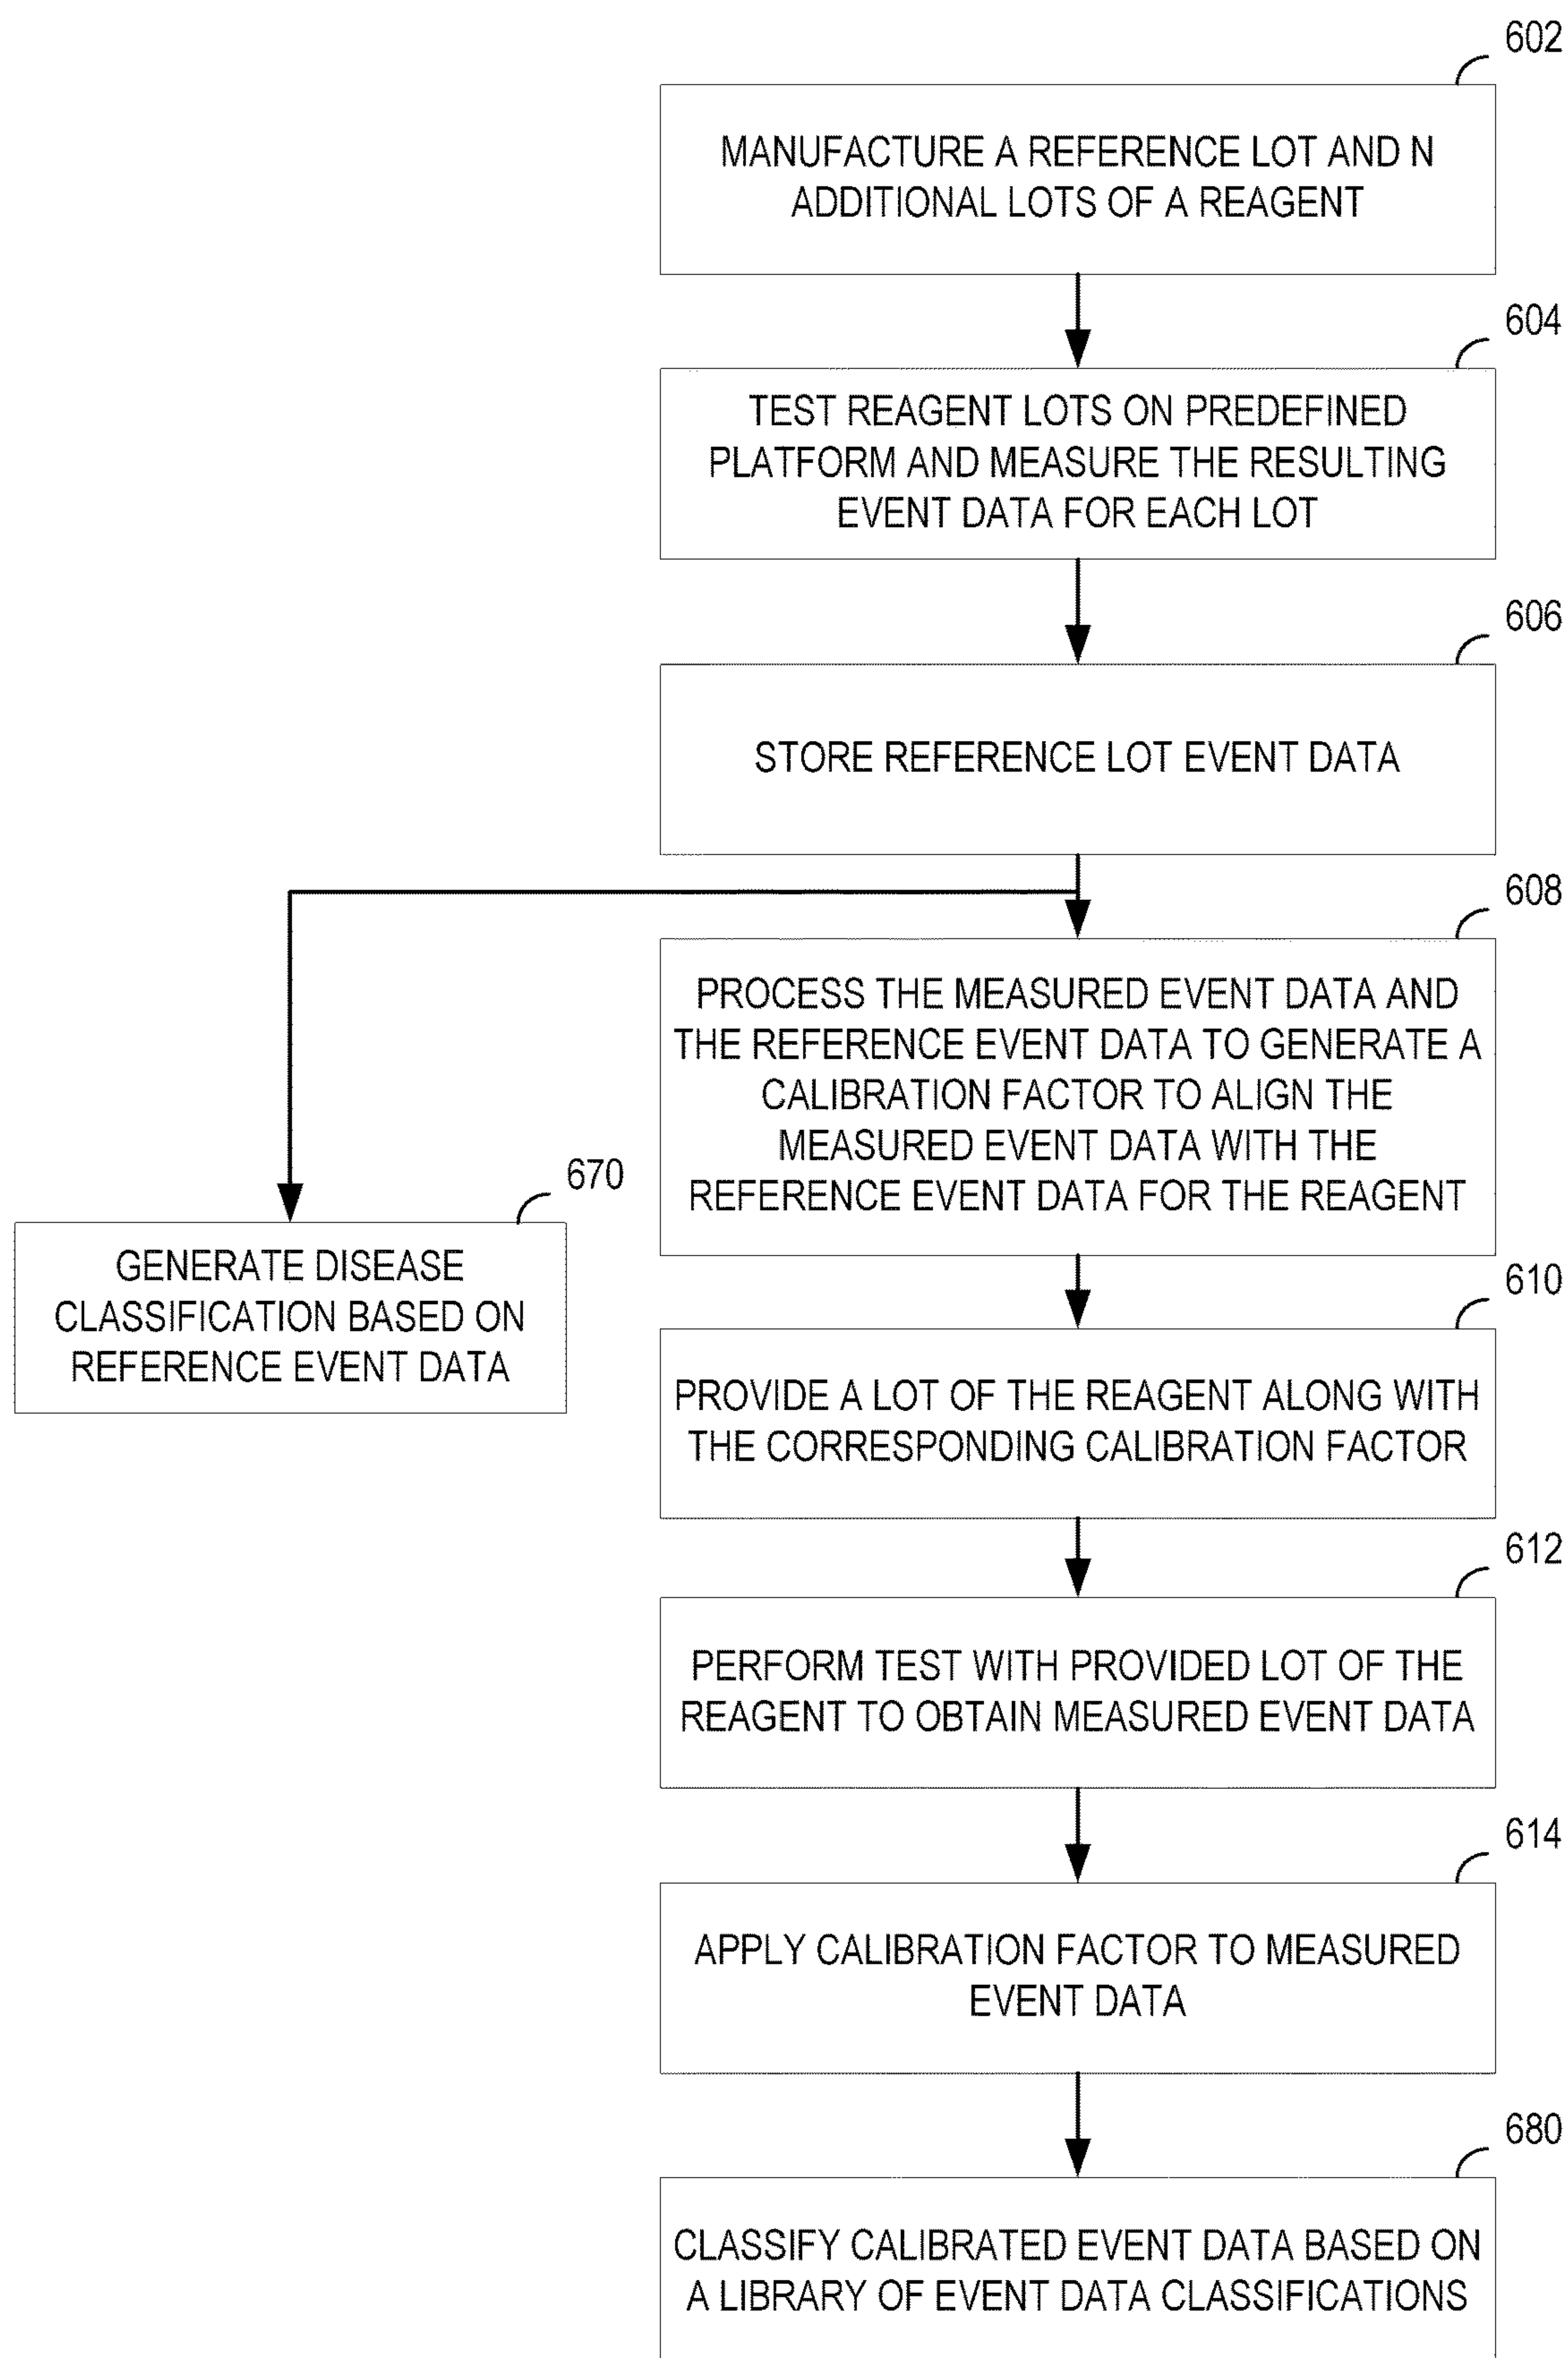 602
MANUFACTURE A REFERENCE LOT AND N
ADDITIONAL LOTS OF A REAGENT
604
TEST REAGENT LOTS ON PREDEFINED
PLATFORM AND MEASURE THE RESULTING
EVENT DATA FOR EACH LOT
606
STORE REFERENCE LOT EVENT DATA
608
PROCESS THE MEASURED EVENT DATA AND
THE REFERENCE EVENT DATA TO GENERATE A
CALIBRATION FACTOR TO ALIGN THE
MEASURED EVENT DATA WITH THE
REFERENCE EVENT DATA FOR THE REAGENT
670
GENERATE DISEASE
CLASSIFICATION BASED ON
REFERENCE EVENT DATA
610
PROVIDE A LOT OF THE REAGENT ALONG WITH
THE CORRESPONDING CALIBRATION FACTOR
612
PERFORM TEST WITH PROVIDED LOT OF THE
REAGENT TO OBTAIN MEASURED EVENT DATA
614
APPLY CALIBRATION FACTOR TO MEASURED
EVENT DATA
680
CLASSIFY CALIBRATED EVENT DATA BASED ON
A LIBRARY OF EVENT DATA CLASSIFICATIONS